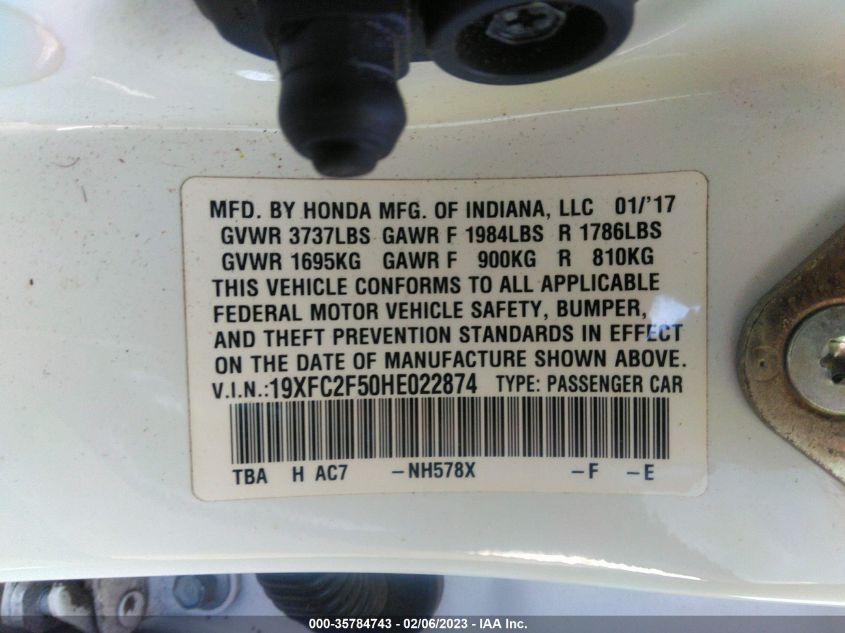 MFD. BY HONDA MFG. OF INDIANA, LLC 01/'17
GVWR 3737LBS GAWR F 1984LBS R 1786LBS
GVWR 1695KG GAWR F 900KG R 810KG
THIS VEHICLE CONFORMS TO ALL APPLICABLE
FEDERAL MOTOR VEHICLE SAFETY, BUMPER,
AND THEFT PREVENTION STANDARDS IN EFFECT
ON THE DATE OF MANUFACTURE SHOWN ABOVE.
V.I.N.:19XFC2F50HE022874 TYPE: PASSENGER CAR
TBA H AC7 –NH578X –F –E
000-35784743 - 02/06/2023 - IAA Inc.